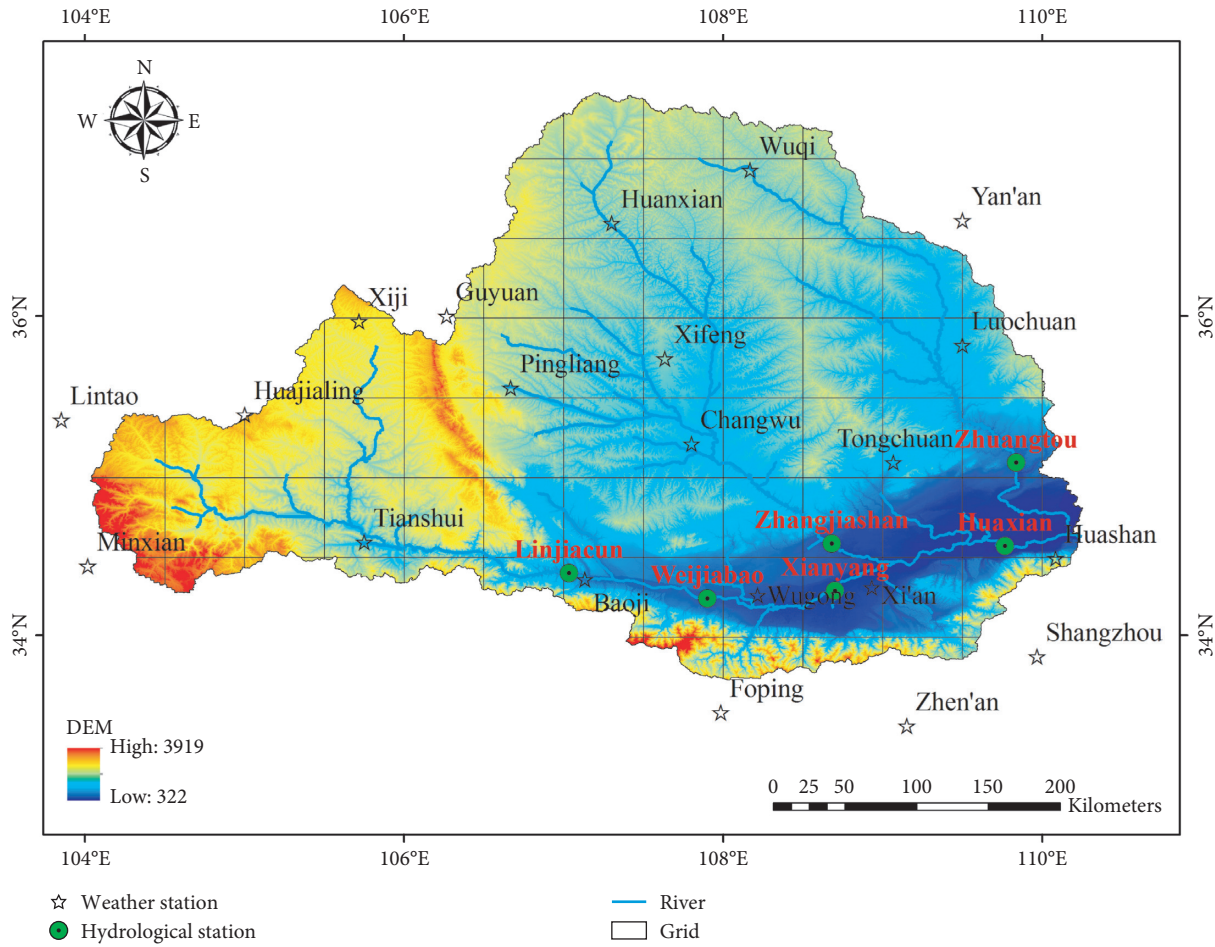 104°E 106°E 108°E 110°E
N
W E
S
Wuqi
Huanxian
Yan'an
36°N 36°N
Xiji Guyuan
Luochuan
Xifeng
Pingliang
Lintao Huajialing
Changwu
Tongchuan Zhuangtou
Tianshui Zhangjiashan Huaxian
Minxian Linjiacun Huashan
Weijiabao Xianyang
Baoji Wugong Xi'an
34°N 34°N
Shangzhou
Foping Zhen'an
DEM
High: 3919
Low: 322
0 25 50 100 150 200
Kilometers
104°E 106°E 108°E 110°E
Weather station River
Hydrological station Grid